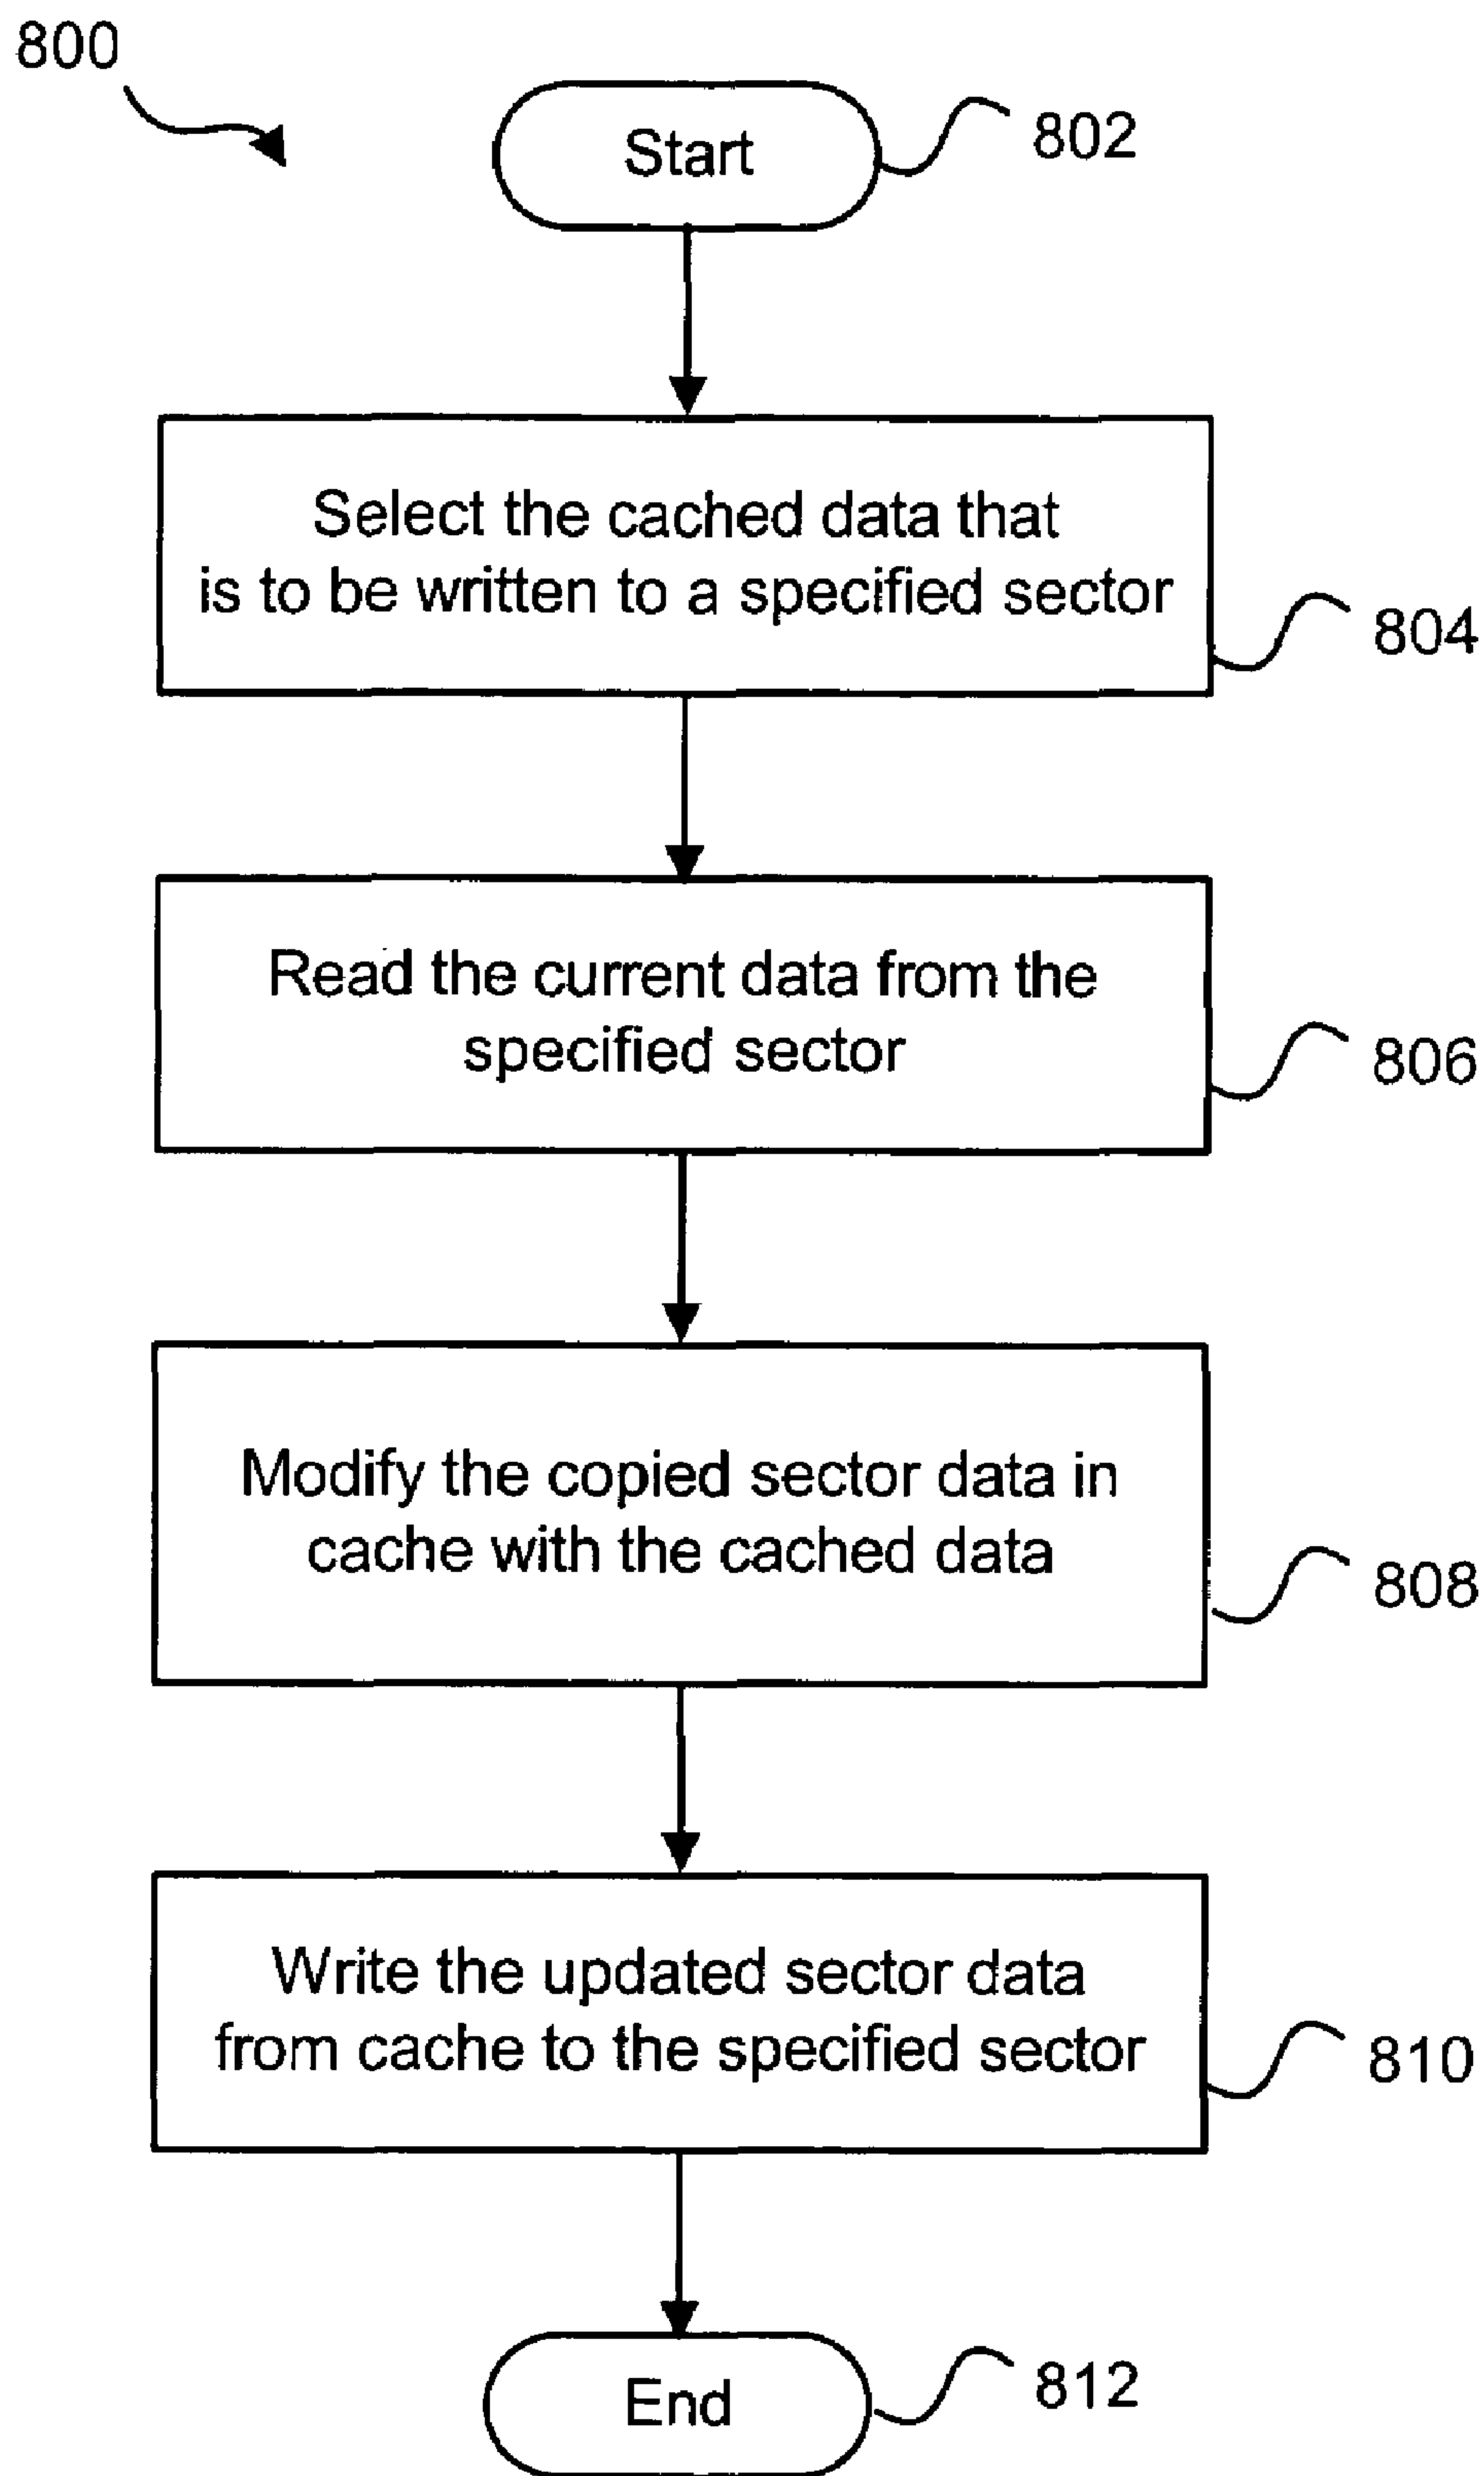 800
Start
802
Select the cached data that
is to be written to a specified sector
804
Read the current data from the
specified sector
806
Modify the copied sector data in
cache with the cached data
808
Write the updated sector data
from cache to the specified sector
810
End
812